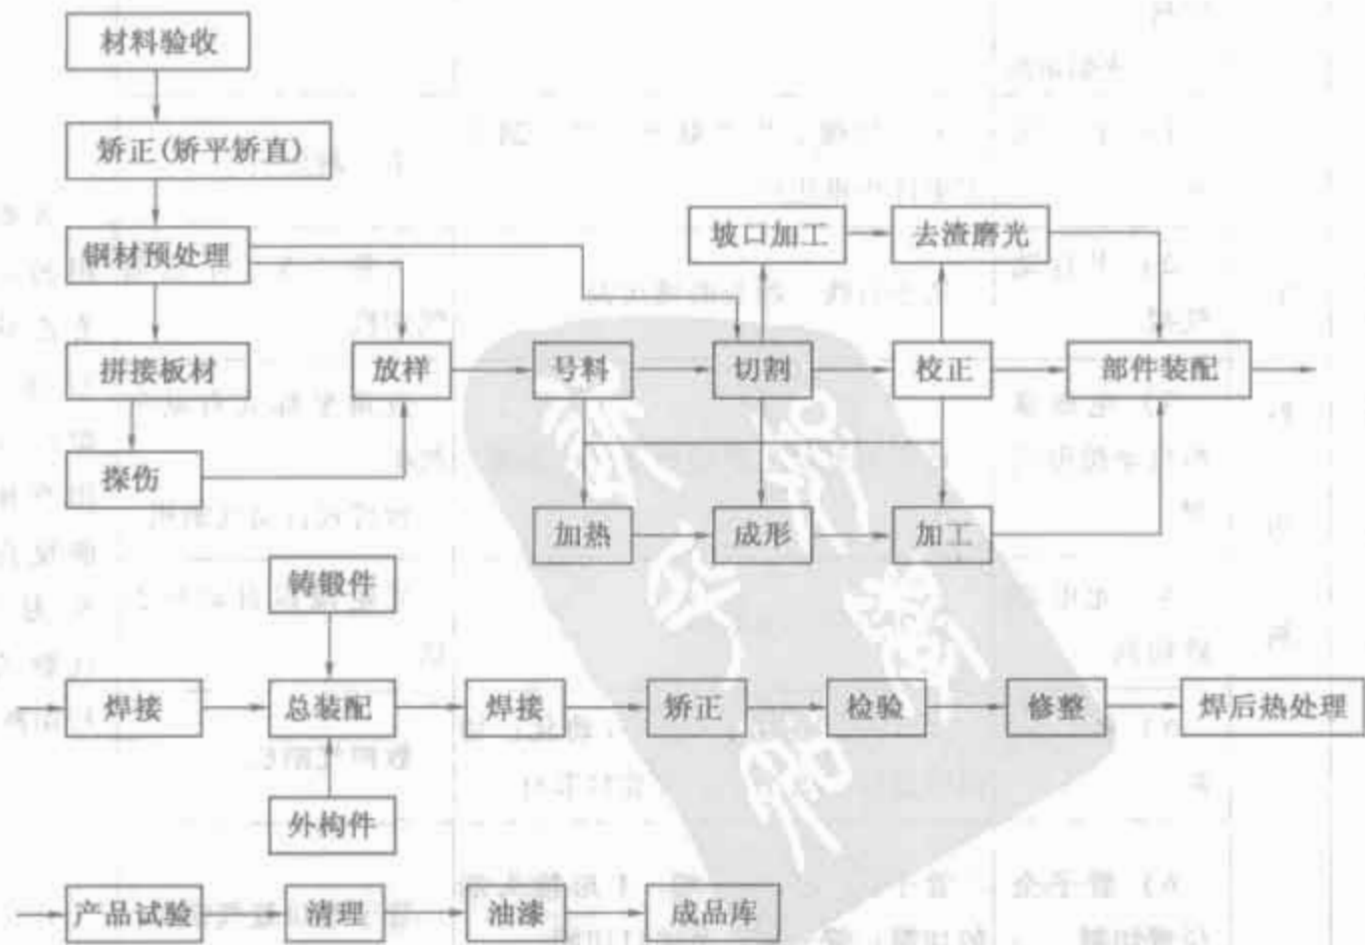 材料验收
矫正(矫平矫直)
钢材预处理
坡口加工 去渣磨光
拼接板材 放样 号料 切割 校正 部件装配
探伤
加热 成形 加工
铸锻件
焊接 总装配 焊接 矫正 检验 修整 焊后热处理
外构件
产品试验 清理 油漆 成品库